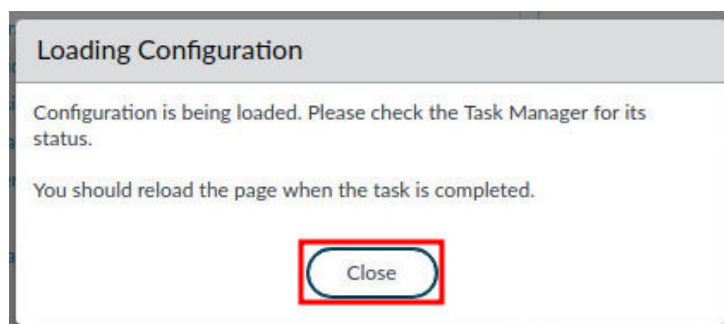 Loading Configuration
Configuration is being loaded. Please check the Task Manager for its
status.
You should reload the page when the task is completed.
Close